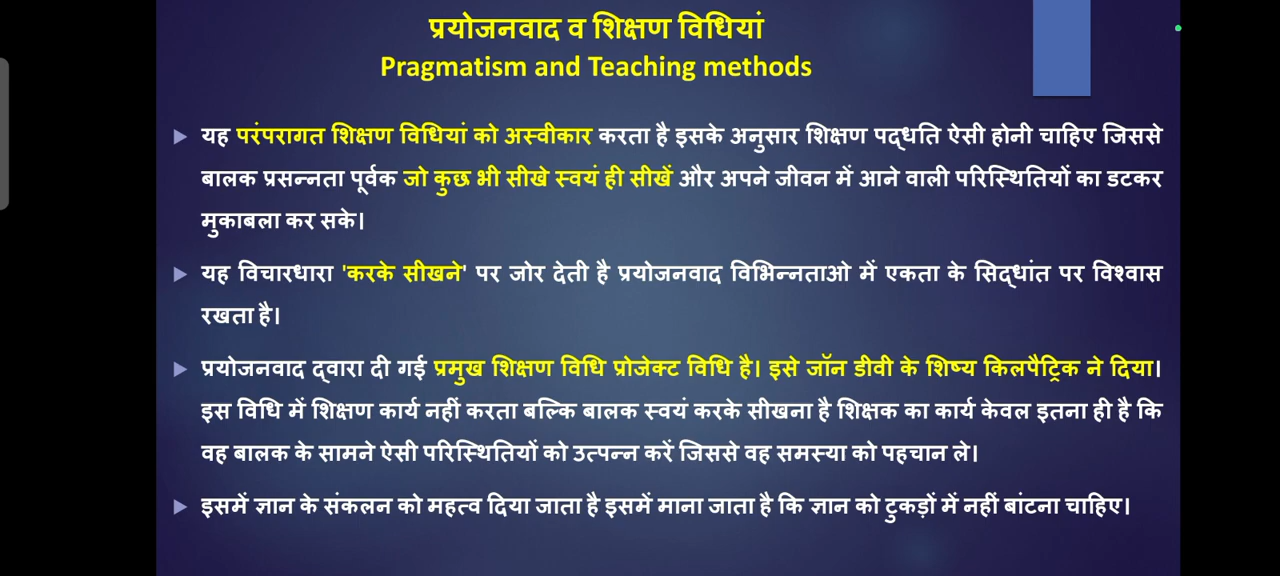 प्रयोजनवाद व शिक्षण विधियां
Pragmatism and Teaching methods
यह परंपरागत शिक्षण विधियां को अस्वीकार करता है इसके अनुसार शिक्षण पद्धति ऐसी होनी चाहिए जिससे
बालक प्रसन्नता पूर्वक जो कुछ भी सीखे स्वयं ही सीखें और अपने जीवन में आने वाली परिस्थितियों का डटकर
मुकाबला कर सके।
यह विचारधारा 'करके सीखने' पर जोर देती है प्रयोजनवाद विभिन्नताओ में एकता के सिद्धांत पर विश्वास
रखता है।
प्रयोजनवाद द्वारा दी गई प्रमुख शिक्षण विधि प्रोजेक्ट विधि है। इसे जॉन डीवी के शिष्य किलपैट्रिक ने दिया।
इस विधि में शिक्षण कार्य नहीं करता बल्कि बालक स्वयं करके सीखना है शिक्षक का कार्य केवल इतना ही है कि
वह बालक के सामने ऐसी परिस्थितियों को उत्पन्न करें जिससे वह समस्या को पहचान ले।
इसमें ज्ञान के संकलन को महत्व दिया जाता है इसमें माना जाता है कि ज्ञान को टुकड़ों में नहीं बांटना चाहिए।